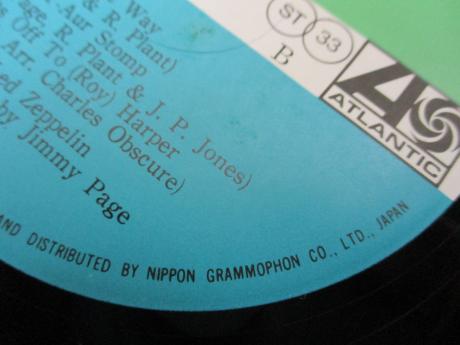 Way
& R. Plant)
-Aur Stomp
age, R. Plant & J. P. Jones)
s Off To (Roy) Harper
Arr. Charles Obscure)
ed Zeppelin
by Jimmy Page
ST 33
B
ATLANTIC
AND DISTRIBUTED BY NIPPON GRAMMOPHON CO., LTD., JAPAN